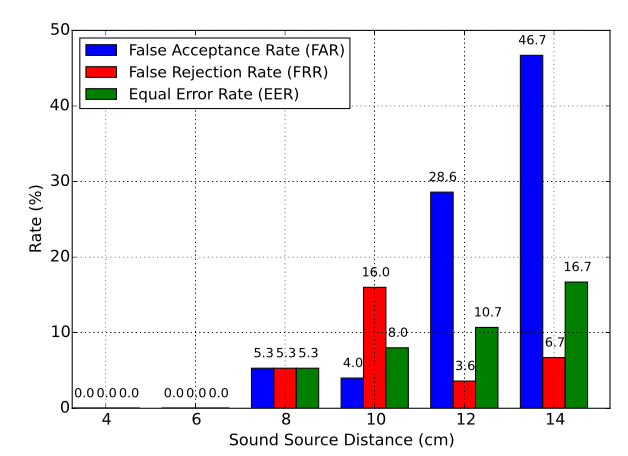 50
46.7
False Acceptance Rate (FAR)
False Rejection Rate (FRR)
Equal Error Rate (EER)
40
30
28.6
20
16.0
16.7
10
10.7
8.0
6.7
5.3 5.3 5.3
4.0
3.6
0.0 0.0 0.0 0.0 0.0 0.0
0
4 6 8 10 12 14
Rate (%)
Sound Source Distance (cm)